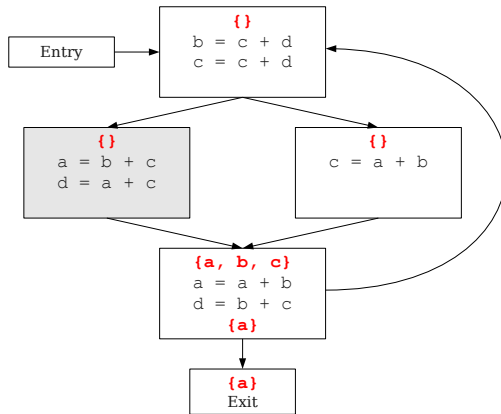 {}
b = c + d
c = c + d
Entry
{}
a = b + c
d = a + c
{}
c = a + b
{a, b, c}
a = a + b
d = b + c
{a}
{a}
Exit